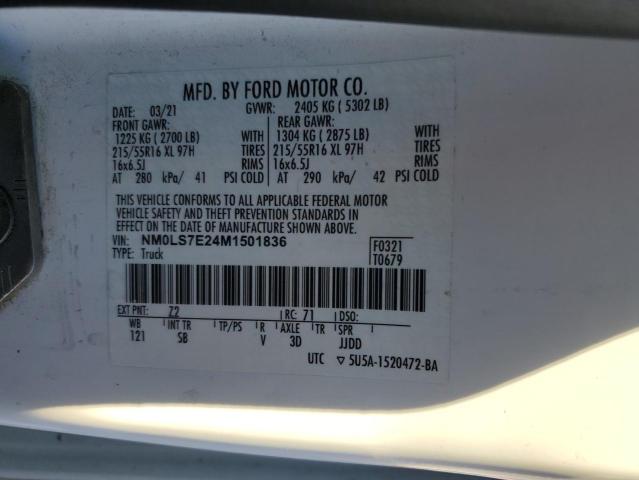 MFD. BY FORD MOTOR CO.
DATE: 03/21 GVWR: 2405 KG ( 5302 LB)
FRONT GAWR: REAR GAWR:
1225 KG ( 2700 LB) WITH 1304 KG ( 2875 LB) WITH
215/55R16 XL 97H TIRES 215/55R16 XL 97H TIRES
16x6.5J RIMS 16x6.5J RIMS
AT 280 kPa/ 41 PSI COLD AT 290 kPa/ 42 PSI COLD
THIS VEHICLE CONFORMS TO ALL APPLICABLE FEDERAL MOTOR
VEHICLE SAFETY AND THEFT PREVENTION STANDARDS IN
EFFECT ON THE DATE OF MANUFACTURE SHOWN ABOVE.
VIN: NM0LS7E24M1501836 F0321
TYPE: Truck T0679
EXT PNT: Z2 RC: 71 DSO:
WB INT TR TP/PS R AXLE TR SPR
121 SB V 3D JJDD
UTC ▽ 5U5A-1520472-BA